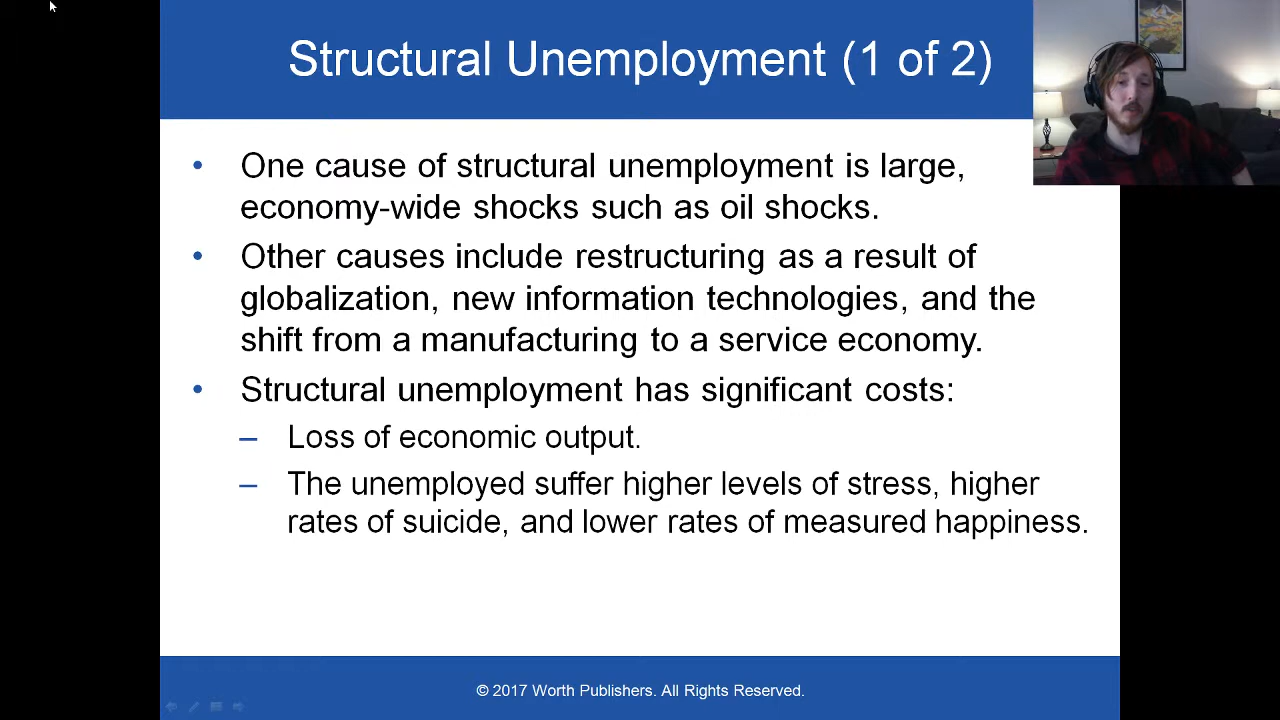 Structural Unemployment (1 of 2)
• One cause of structural unemployment is large,
economy-wide shocks such as oil shocks.
• Other causes include restructuring as a result of
globalization, new information technologies, and the
shift from a manufacturing to a service economy.
• Structural unemployment has significant costs:
– Loss of economic output.
– The unemployed suffer higher levels of stress, higher
rates of suicide, and lower rates of measured happiness.
© 2017 Worth Publishers. All Rights Reserved.